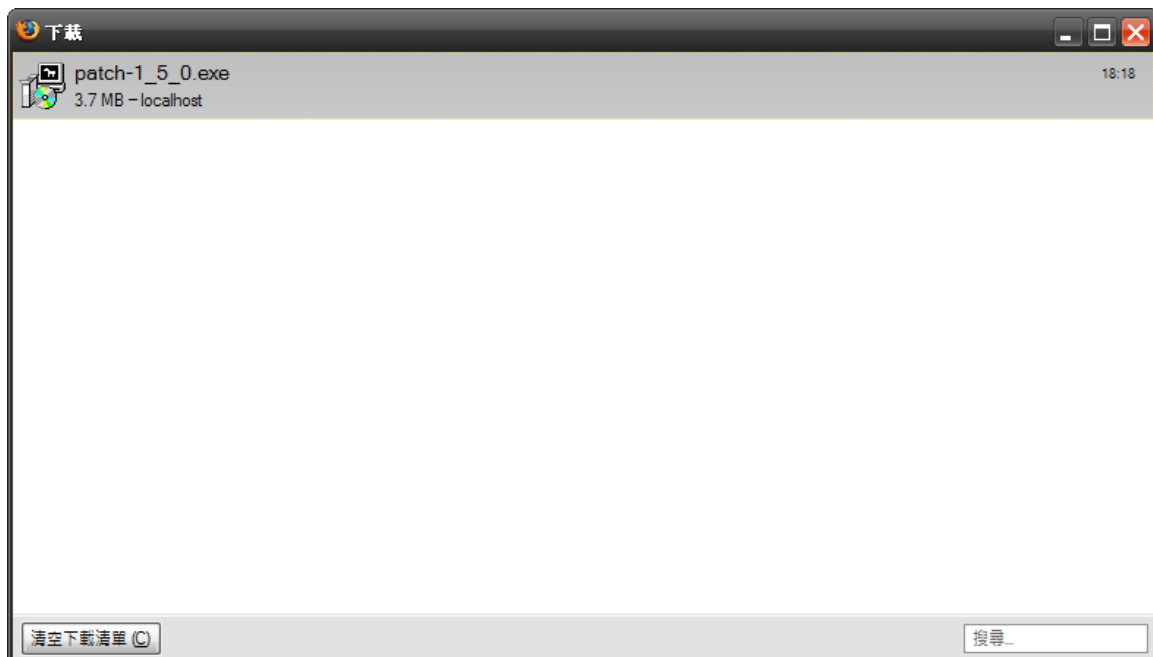 下載
patch-1_5_0.exe
18:18
3.7 MB — localhost
清空下載清單 (C)
搜尋...